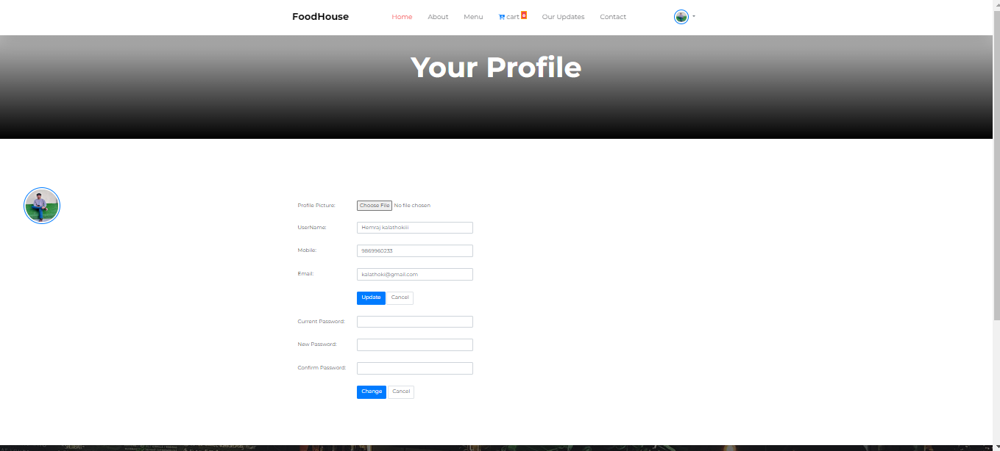 FoodHouse Home About Menu cart 0 Our Updates Contact
Your Profile
Profile Picture: Choose File No file chosen
UserName: Hemraj kalathokiii
Mobile: 9869960233
Email: kalathoki@gmail.com
Update Cancel
Current Password:
New Password:
Confirm Password:
Change Cancel